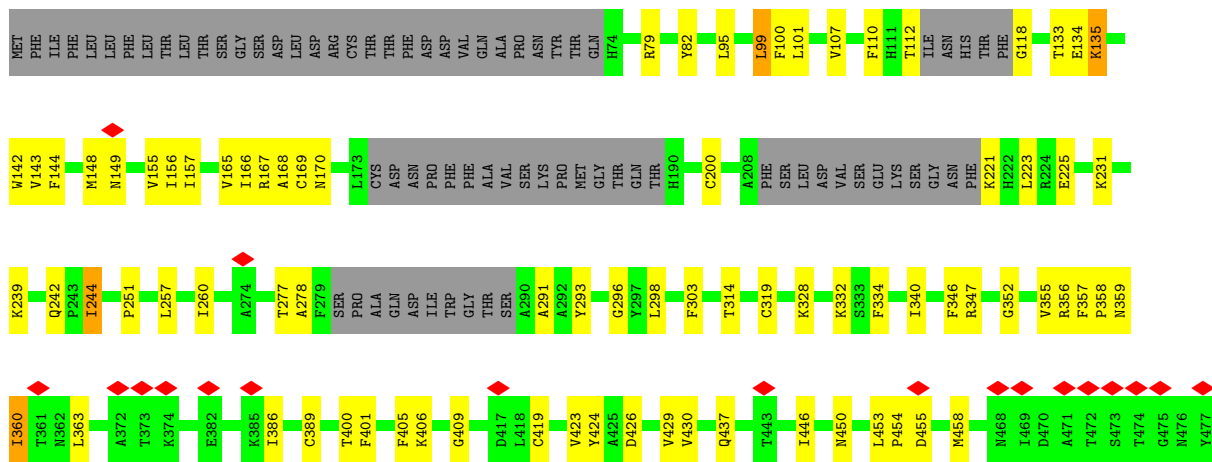 MET PHE ILE PHE LEU LEU PHE LEU THR LEU THR SER GLY SER ASP LEU ASP ARG CYS THR THR PHE ASP ASP VAL GLN ALA PRO ASN TYR THR GLN H74 R79 Y82 L95 L99 F100 L101 V107 F110 H111 T112 ILE ASN HIS THR PHE G118 T133 E134 K135
W142 V143 F144 M148 N149 V155 I156 I157 V165 I166 R167 A168 C169 N170 L173 CYS ASP ASN PRO PHE PHE ALA VAL SER LYS PRO MET GLY THR GLN THR H190 C200 A208 PHE SER LEU ASP VAL SER GLU LYS SER GLY ASN PHE K221 H222 L223 R224 E225 K231
K239 Q242 P243 I244 P251 L257 I260 A274 T277 A278 F279 SER PRO ALA GLN ASP ILE TRP GLY THR SER A290 A291 A292 Y293 G296 Y297 L298 F303 T314 C319 K328 K332 S333 F334 I340 F346 R347 G352 V355 R356 F357 P358 N359
I360 T361 N362 L363 A372 T373 K374 E382 K385 I386 C389 T400 F401 F405 K406 G409 D417 L418 C419 V423 Y424 A425 D426 V429 V430 Q437 T443 I446 N450 L453 P454 D455 M458 N468 I469 D470 A471 T472 S473 T474 G475 N476 Y477